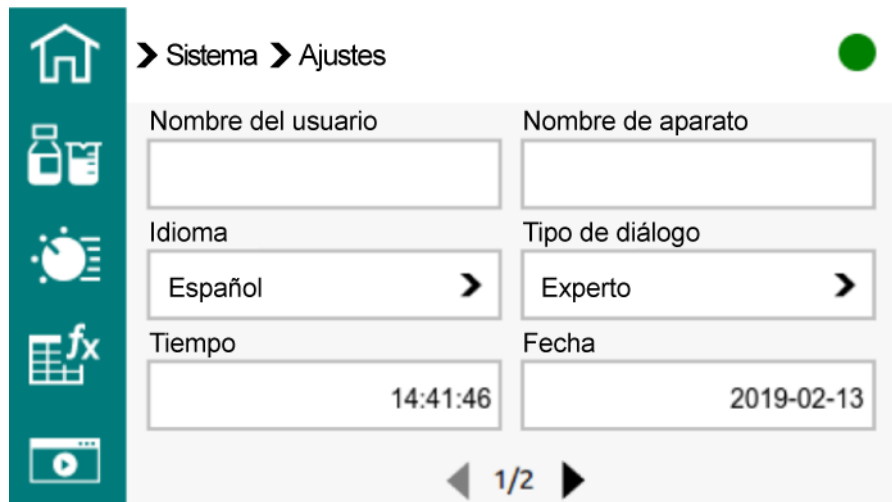 Sistema Ajustes
Nombre del usuario Nombre de aparato
Idioma Tipo de diálogo
Español Experto
Tiempo Fecha
14:41:46 2019-02-13
fx
1/2